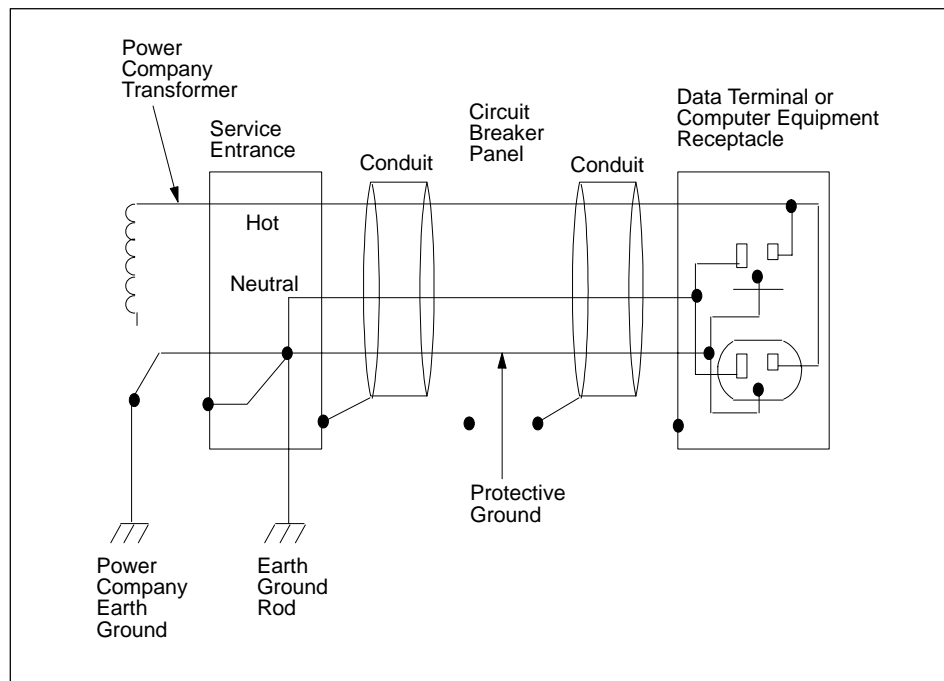 Power
Company
Transformer
Service
Entrance
Conduit
Circuit
Breaker
Panel
Conduit
Data Terminal or
Computer Equipment
Receptacle
Hot
Neutral
Protective
Ground
Power
Company
Earth
Ground
Earth
Ground
Rod